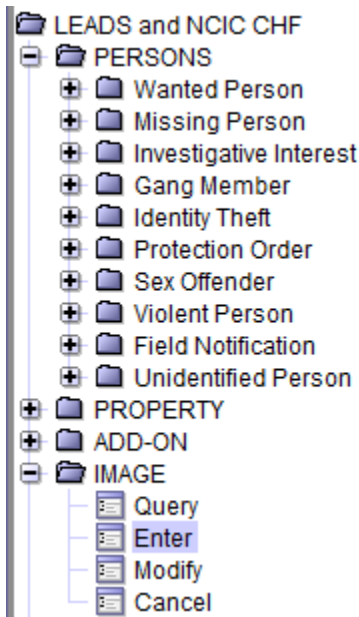 LEADS and NCIC CHF
PERSONS
Wanted Person
Missing Person
Investigative Interest
Gang Member
Identity Theft
Protection Order
Sex Offender
Violent Person
Field Notification
Unidentified Person
PROPERTY
ADD-ON
IMAGE
Query
Enter
Modify
Cancel